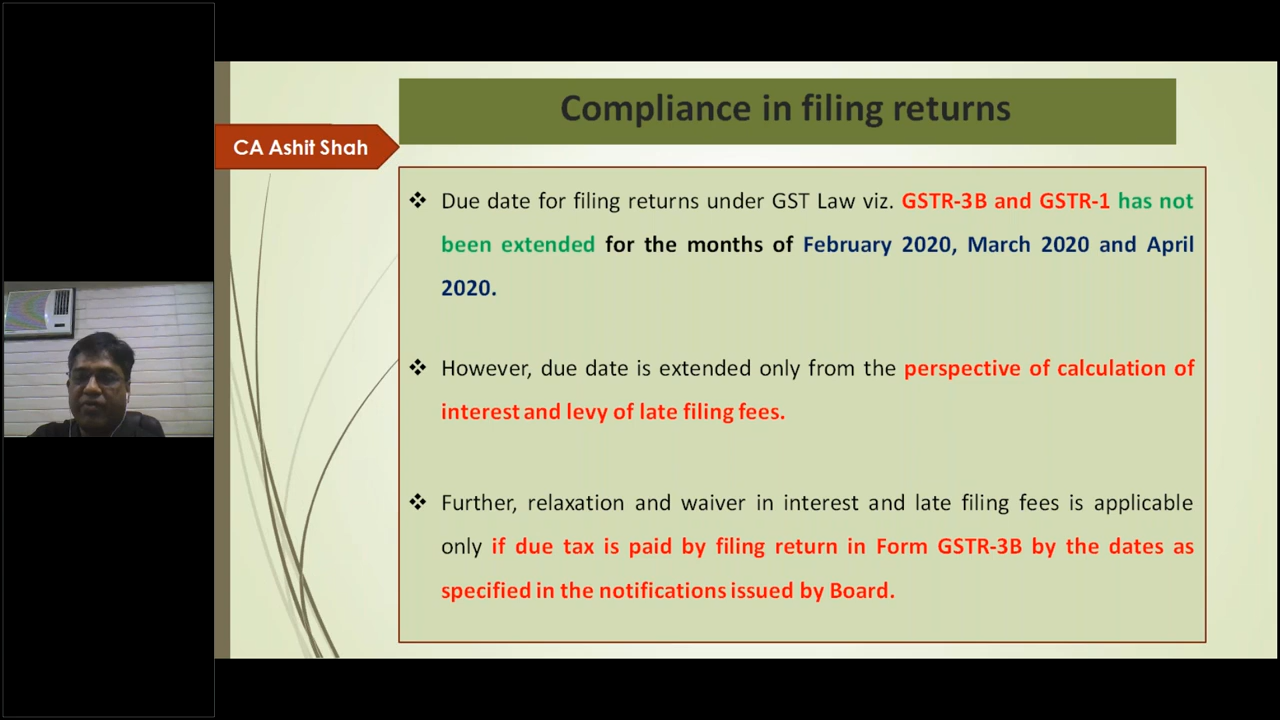 Compliance in filing returns
CA Ashit Shah
❖ Due date for filing returns under GST Law viz. GSTR-3B and GSTR-1 has not
been extended for the months of February 2020, March 2020 and April
2020.
❖ However, due date is extended only from the perspective of calculation of
interest and levy of late filing fees.
❖ Further, relaxation and waiver in interest and late filing fees is applicable
only if due tax is paid by filing return in Form GSTR-3B by the dates as
specified in the notifications issued by Board.